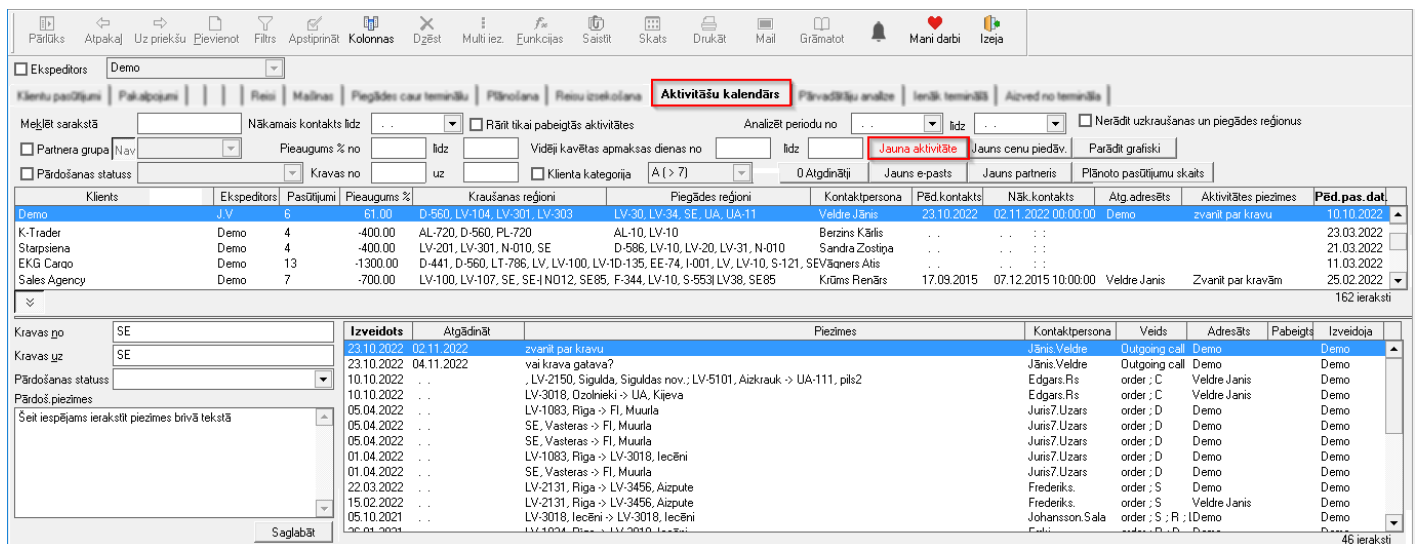 Pārlūks Atpakaļ Uz priekšu Pievienot Filtrs Apstiprināt Kolonnas Dzēst Multi iez. Funkcijas Saistīt Skats Drukāt Mail Grāmatot Mani darbi Izeja
Ekspeditors Demo
Klientu pasūtījumi Pakalpojumi Reisi Mašīnas Piegādes caur termināļu Plānošana Reisu izsekošana Aktivitāšu kalendārs Pārvadātāju analīze Ienāk terminālī Aizved no termināļa
Meklēt sarakstā Nākamais kontakts līdz . . Rārīt tikai pabeigtās aktivitātes Analizēt periodu no . . līdz . . Nerādīt uzkraušanas un piegādes reģionus
Partnera grupa Nav Pieaugums % no līdz Vidēji kavētas apmaksas dienas no līdz Jauna aktivitāte Jauns cenu piedāv. Parādīt grafiski
Pārdošanas statuss Kravas no uz Klienta kategorija A ( > 7) 0 Atgdinātji Jauns e-pasts Jauns partneris Plānoto pasūtījumu skaits
Klients Ekspeditors Pasūtījumi Pieaugums % Kraušanas reģioni Piegādes reģioni Kontaktpersona Pēd.kontakts Nāk.kontakts Atg.adresēts Aktivitātes piezīmes Pēd.pas.dat.
Demo J.V 6 61.00 D-560, LV-104, LV-301, LV-303 LV-30, LV-34, SE, UA, UA-11 Veldre Jānis 23.10.2022 02.11.2022 00:00:00 Demo zvanīt par kravu 10.10.2022
K-Trader Demo 4 -400.00 AL-720, D-560, PL-720 AL-10, LV-10 Berzins Kārlis . . . . : : 23.03.2022
Starpsiena Demo 4 -400.00 LV-201, LV-301, N-010, SE D-586, LV-10, LV-20, LV-31, N-010 Sandra Zostiņa . . . . : : 21.03.2022
EKG Cargo Demo 13 -1300.00 D-441, D-560, LT-786, LV, LV-100, LV-1D-135, EE-74, I-001, LV, LV-10, S-121, SEVāgners Atis . . . . : : 11.03.2022
Sales Agency Demo 7 -700.00 LV-100, LV-107, SE, SE-| NO12, SE85, F-344, LV-10, S-553| LV38, SE85 Krūms Renārs 17.09.2015 07.12.2015 10:00:00 Veldre Janis Zvanīt par kravām 25.02.2022
162 ieraksti
Kravas no SE
Kravas uz SE
Pārdošanas statuss
Pārdoš.piezīmes
Šeit iespējams ierakstīt piezīmes brīvā tekstā
Saglabāt
Izveidots Atgādināt Piezīmes Kontaktpersona Veids Adresāts Pabeigts Izveidoja
23.10.2022 02.11.2022 zvanīt par kravu Jānis.Veldre Outgoing call Demo Demo
23.10.2022 04.11.2022 vai krava gatava? Jānis.Veldre Outgoing call Demo Demo
10.10.2022 . . , LV-2150, Sigulda, Siguldas nov.; LV-5101, Aizkrauk -> UA-111, pils2 Edgars.Rs order ; C Veldre Janis Demo
10.10.2022 . . LV-3018, Ozolnieki -> UA, Kijeva Edgars.Rs order ; C Veldre Janis Demo
05.04.2022 . . LV-1083, Rīga -> FI, Muurla Juris7.Uzars order ; D Demo Demo
05.04.2022 . . SE, Vasteras -> FI, Muurla Juris7.Uzars order ; D Demo Demo
05.04.2022 . . SE, Vasteras -> FI, Muurla Juris7.Uzars order ; D Demo Demo
01.04.2022 . . LV-1083, Rīga -> LV-3018, Iecēni Juris7.Uzars order ; D Demo Demo
01.04.2022 . . SE, Vasteras -> FI, Muurla Juris7.Uzars order ; D Demo Demo
22.03.2022 . . LV-2131, Riga -> LV-3456, Aizpute Frederiks. order ; S Demo Demo
15.02.2022 . . LV-2131, Riga -> LV-3456, Aizpute Frederiks. order ; S Veldre Janis Demo
05.10.2021 . . LV-3018, Iecēni -> LV-3018, Iecēni Johansson.Sala order ; S ; R ; IDemo Demo
46 ieraksti